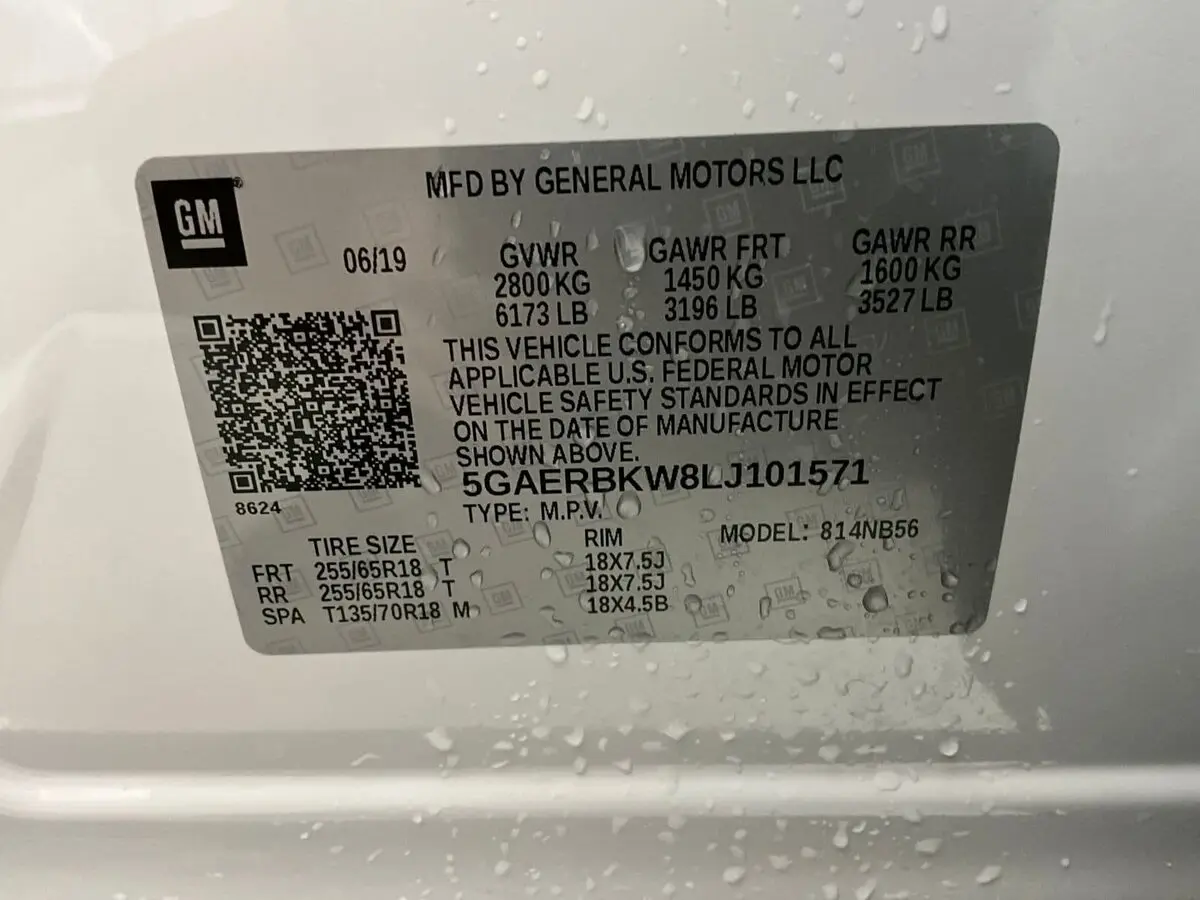 MFD BY GENERAL MOTORS LLC
GM
06/19 GVWR GAWR FRT GAWR RR
2800 KG 1450 KG 1600 KG
6173 LB 3196 LB 3527 LB
THIS VEHICLE CONFORMS TO ALL
APPLICABLE U.S. FEDERAL MOTOR
VEHICLE SAFETY STANDARDS IN EFFECT
ON THE DATE OF MANUFACTURE
SHOWN ABOVE.
5GAERBKW8LJ101571
8624
TYPE: M.P.V.
MODEL: 814NB56
TIRE SIZE RIM
FRT 255/65R18 T 18X7.5J
RR 255/65R18 T 18X7.5J
SPA T135/70R18 M 18X4.5B